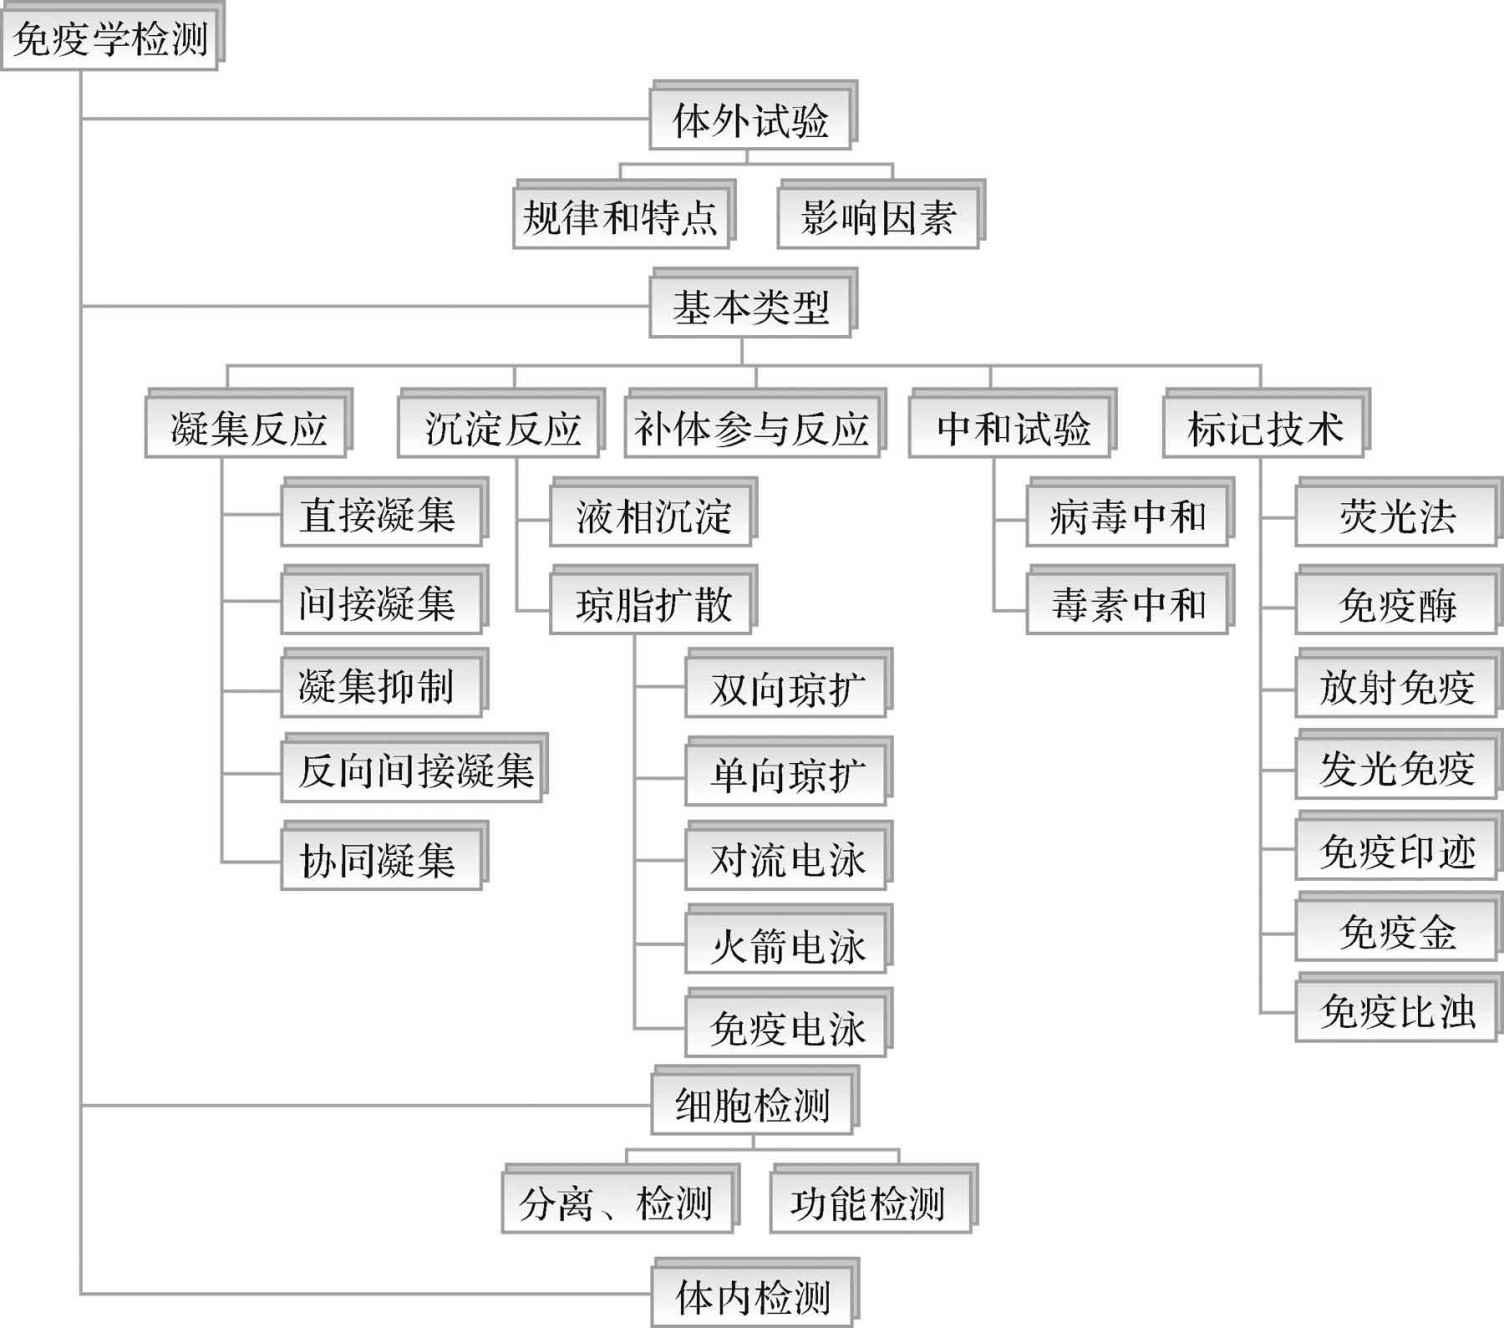 免疫学检测
体外试验
规律和特点
影响因素
基本类型
凝集反应
沉淀反应
补体参与反应
中和试验
标记技术
直接凝集
间接凝集
凝集抑制
反向间接凝集
协同凝集
液相沉淀
琼脂扩散
双向琼扩
单向琼扩
对流电泳
火箭电泳
免疫电泳
病毒中和
毒素中和
荧光法
免疫酶
放射免疫
发光免疫
免疫印迹
免疫金
免疫比浊
细胞检测
分离、检测
功能检测
体内检测